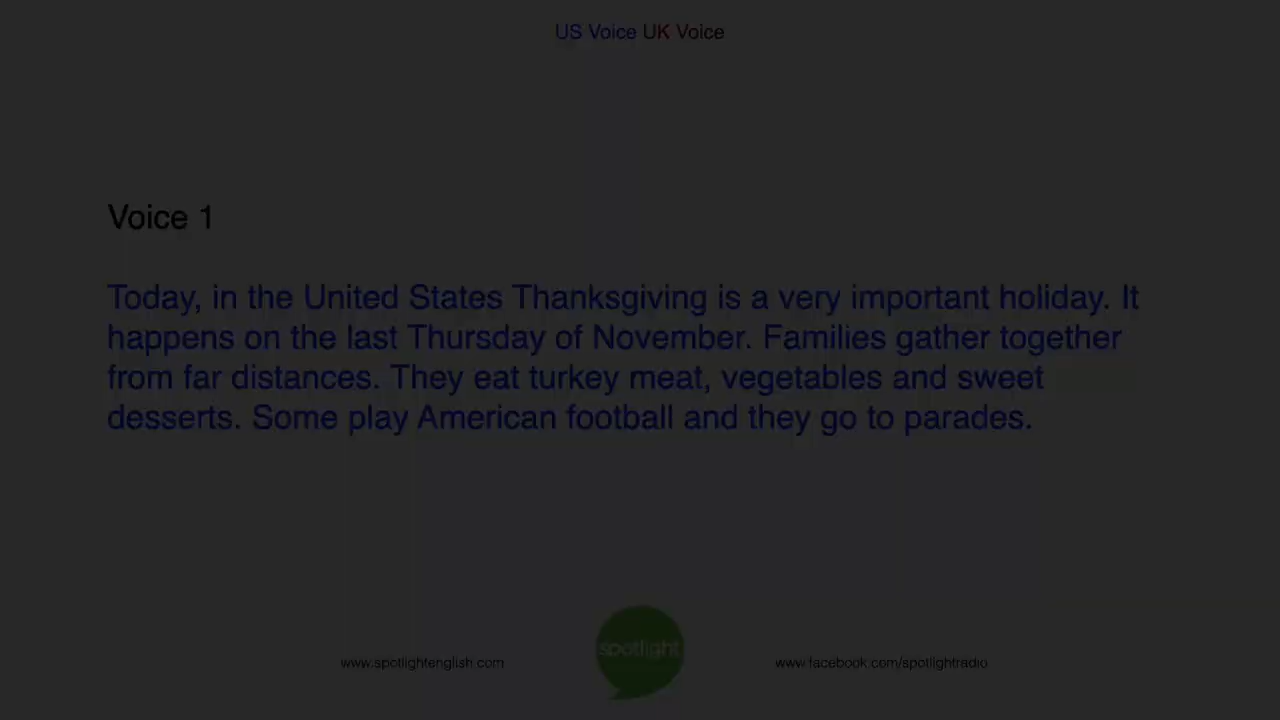 US Voice UK Voice
Voice 1
Today, in the United States Thanksgiving is a very important holiday. It
happens on the last Thursday of November. Families gather together
from far distances. They eat turkey meat, vegetables and sweet
desserts. Some play American football and they go to parades.
spotlight
www.spotlightenglish.com
www.facebook.com/spotlightradio